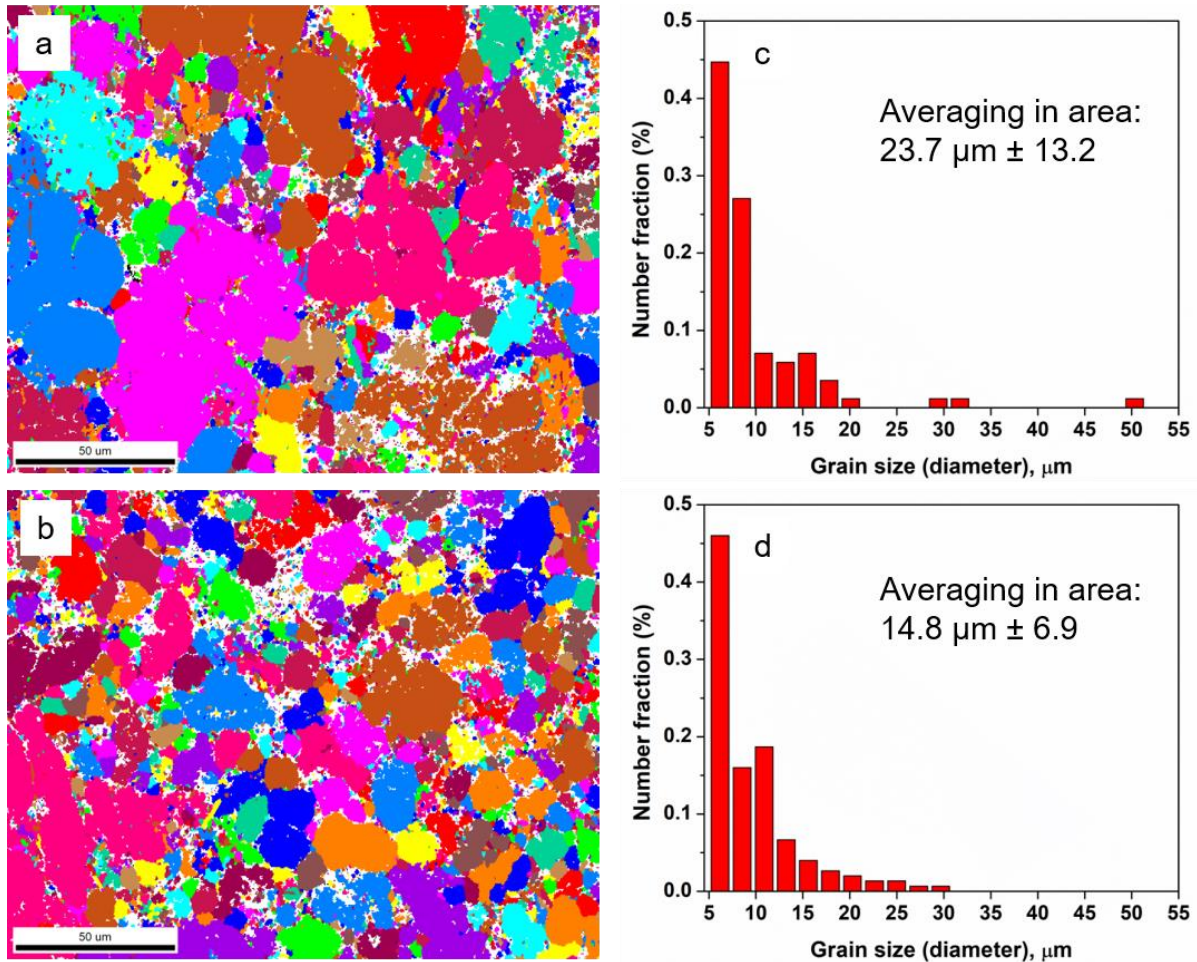 a
50 um
c
Averaging in area:
23.7 μm ± 13.2
Number fraction (%)
0.5
0.4
0.3
0.2
0.1
0.0
5 10 15 20 25 30 35 40 45 50 55
Grain size (diameter), μm
b
50 um
d
Averaging in area:
14.8 μm ± 6.9
Number fraction (%)
0.5
0.4
0.3
0.2
0.1
0.0
5 10 15 20 25 30 35 40 45 50 55
Grain size (diameter), μm